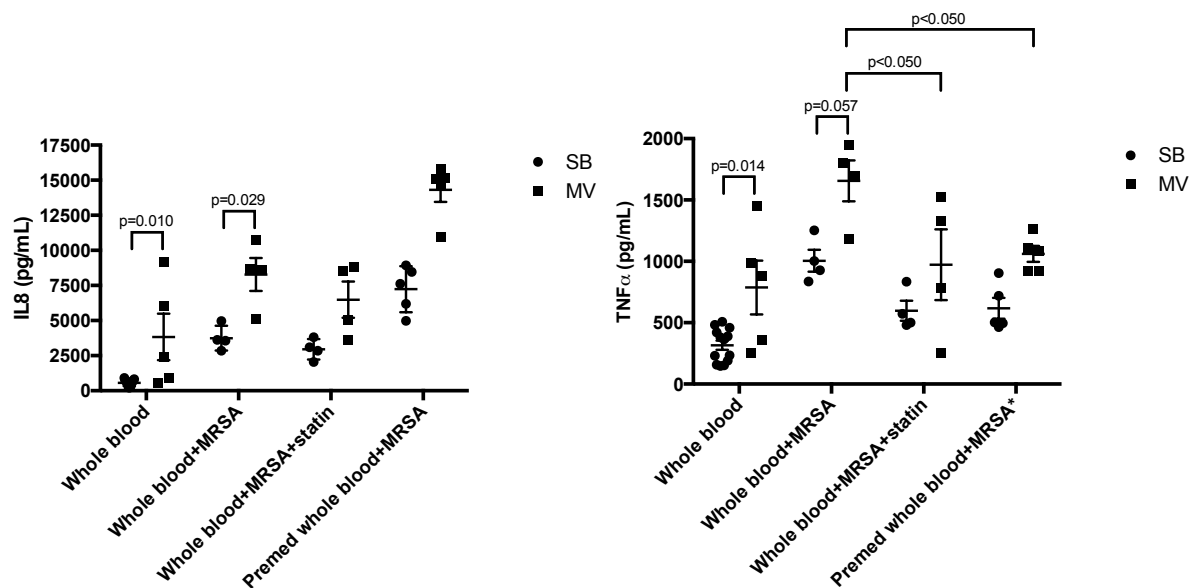 17500
15000
12500
10000
7500
5000
2500
0
IL8 (pg/mL)
p=0.010
p=0.029
SB
MV
Whole blood
Whole blood+MRSA
Whole blood+MRSA+statin
Premed whole blood+MRSA
p<0.050
p<0.050
p=0.057
p=0.014
2000
1500
1000
500
0
TNFα (pg/mL)
SB
MV
Whole blood
Whole blood+MRSA
Whole blood+MRSA+statin
Premed whole blood+MRSA*